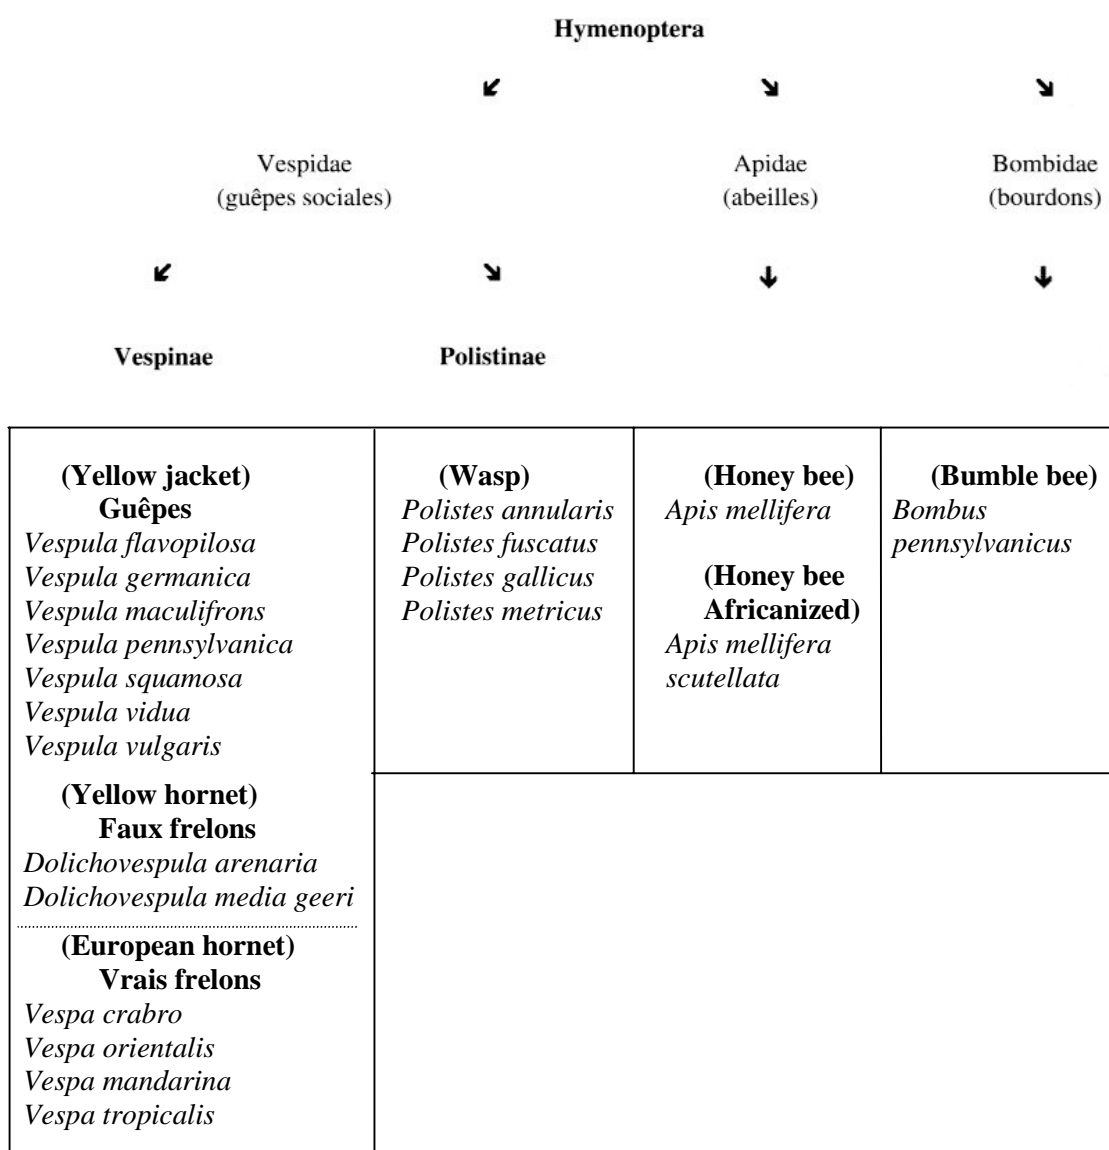 Hymenoptera
Vespidae
(guêpes sociales)
Apidae
(abeilles)
Bombidae
(bourdons)
Vespinae
Polistinae
(Yellow jacket)
Guêpes
Vespula flavopilosa
Vespula germanica
Vespula maculifrons
Vespula pennsylvanica
Vespula squamosa
Vespula vidua
Vespula vulgaris
(Yellow hornet)
Faux frelons
Dolichovespula arenaria
Dolichovespula media geeri
(European hornet)
Vrais frelons
Vespa crabro
Vespa orientalis
Vespa mandarina
Vespa tropicalis
(Wasp)
Polistes annularis
Polistes fuscatus
Polistes gallicus
Polistes metricus
(Honey bee)
Apis mellifera
(Honey bee
Africanized)
Apis mellifera
scutellata
(Bumble bee)
Bombus
pennsylvanicus